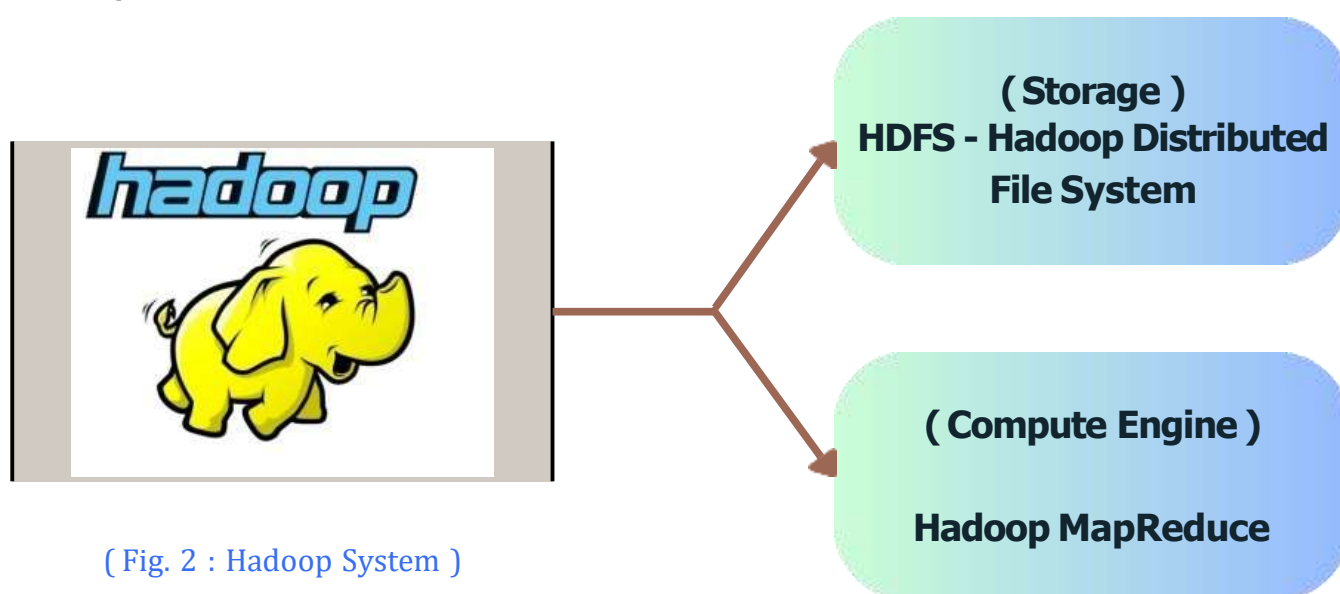 hadoop
( Fig. 2 : Hadoop System )
( Storage )
HDFS - Hadoop Distributed
File System
( Compute Engine )
Hadoop MapReduce